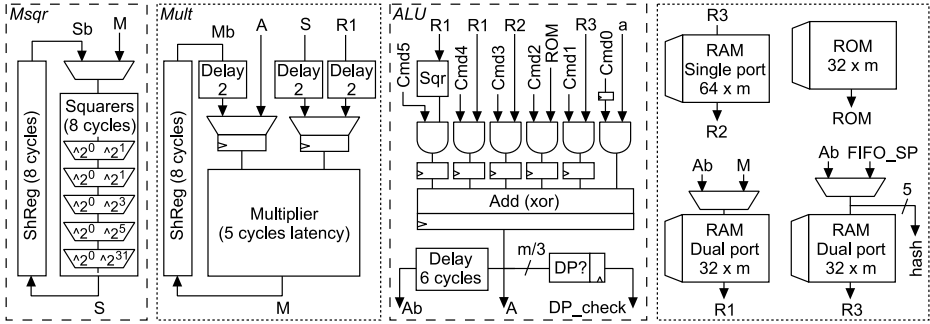 Msqr
Sb M
ShReg (8 cycles)
Squarers
(8 cycles)
^2^0 ^2^1
^2^0 ^2^1
^2^0 ^2^3
^2^0 ^2^5
^2^0 ^2^31
S
Mult
Mb A S R1
Delay
2
Delay
2
Delay
2
ShReg (8 cycles)
Multiplier
(5 cycles latency)
M
ALU
R1 R1 R2 R3 a
Cmd5
Sqr
Cmd4
Cmd3
Cmd2
ROM
Cmd1
Cmd0
Add (xor)
Delay
6 cycles
m/3
DP?
Ab A DP_check
R3
RAM
Single port
64 x m
R2
ROM
32 x m
ROM
Ab M
RAM
Dual port
32 x m
R1
Ab FIFO_SP
5
hash
RAM
Dual port
32 x m
R3